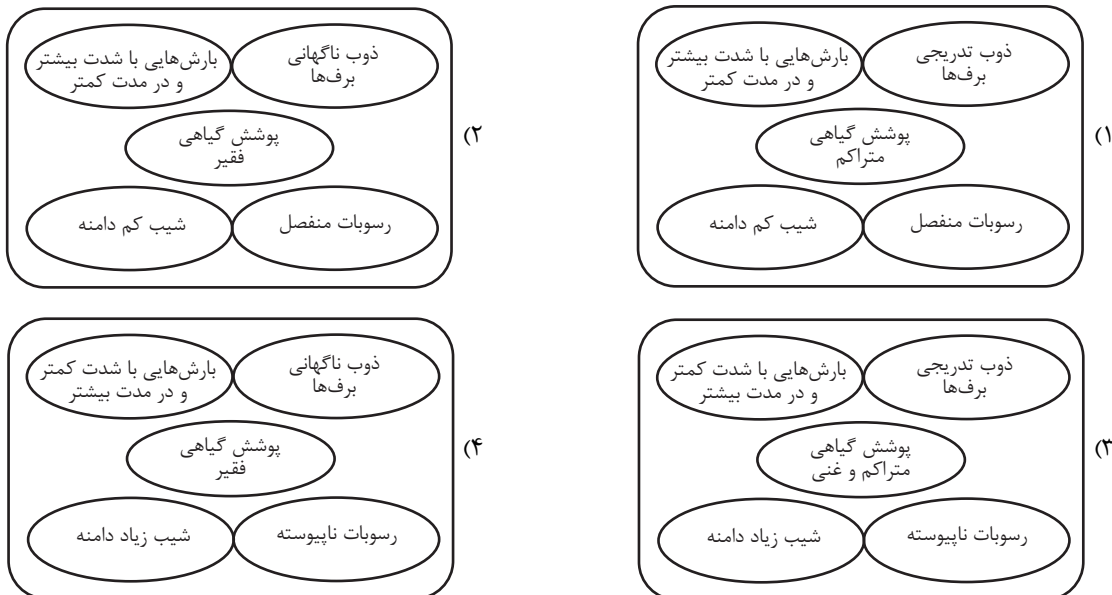 ۱)
ذوب تدریجی
برف‌ها
بارش‌هایی با شدت بیشتر
و در مدت کمتر
پوشش گیاهی
متراکم
رسوبات منفصل
شیب کم دامنه
۲)
ذوب ناگهانی
برف‌ها
بارش‌هایی با شدت بیشتر
و در مدت کمتر
پوشش گیاهی
فقیر
رسوبات منفصل
شیب کم دامنه
۳)
ذوب تدریجی
برف‌ها
بارش‌هایی با شدت کمتر
و در مدت بیشتر
پوشش گیاهی
متراکم و غنی
رسوبات ناپیوسته
شیب زیاد دامنه
۴)
ذوب ناگهانی
برف‌ها
بارش‌هایی با شدت کمتر
و در مدت بیشتر
پوشش گیاهی
فقیر
رسوبات ناپیوسته
شیب زیاد دامنه